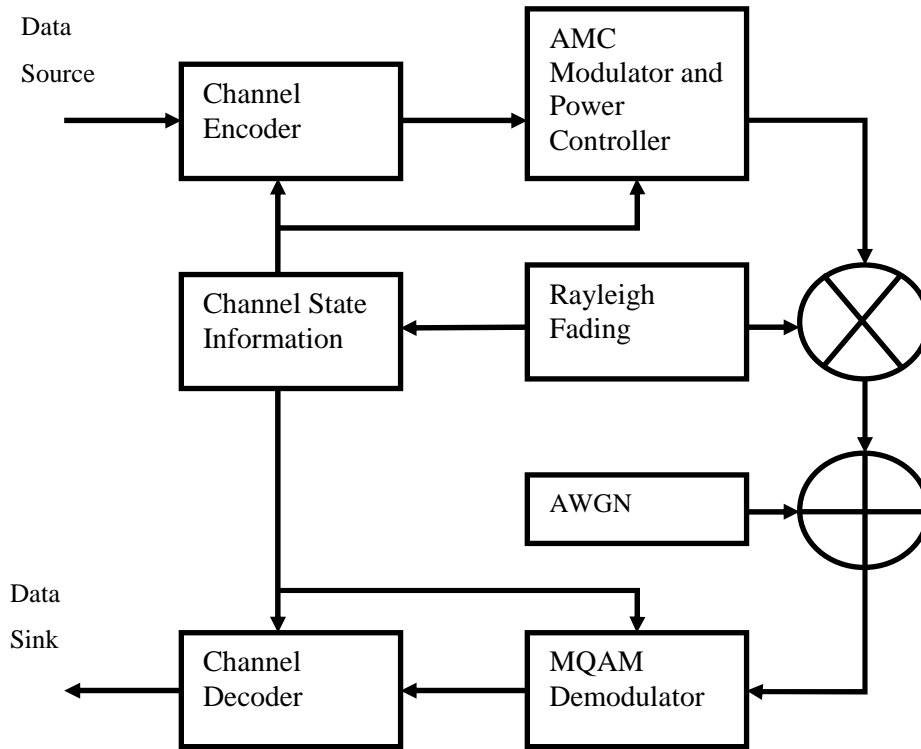 Data
Source
Channel
Encoder
AMC
Modulator and
Power
Controller
Channel State
Information
Rayleigh
Fading
AWGN
Data
Sink
Channel
Decoder
MQAM
Demodulator